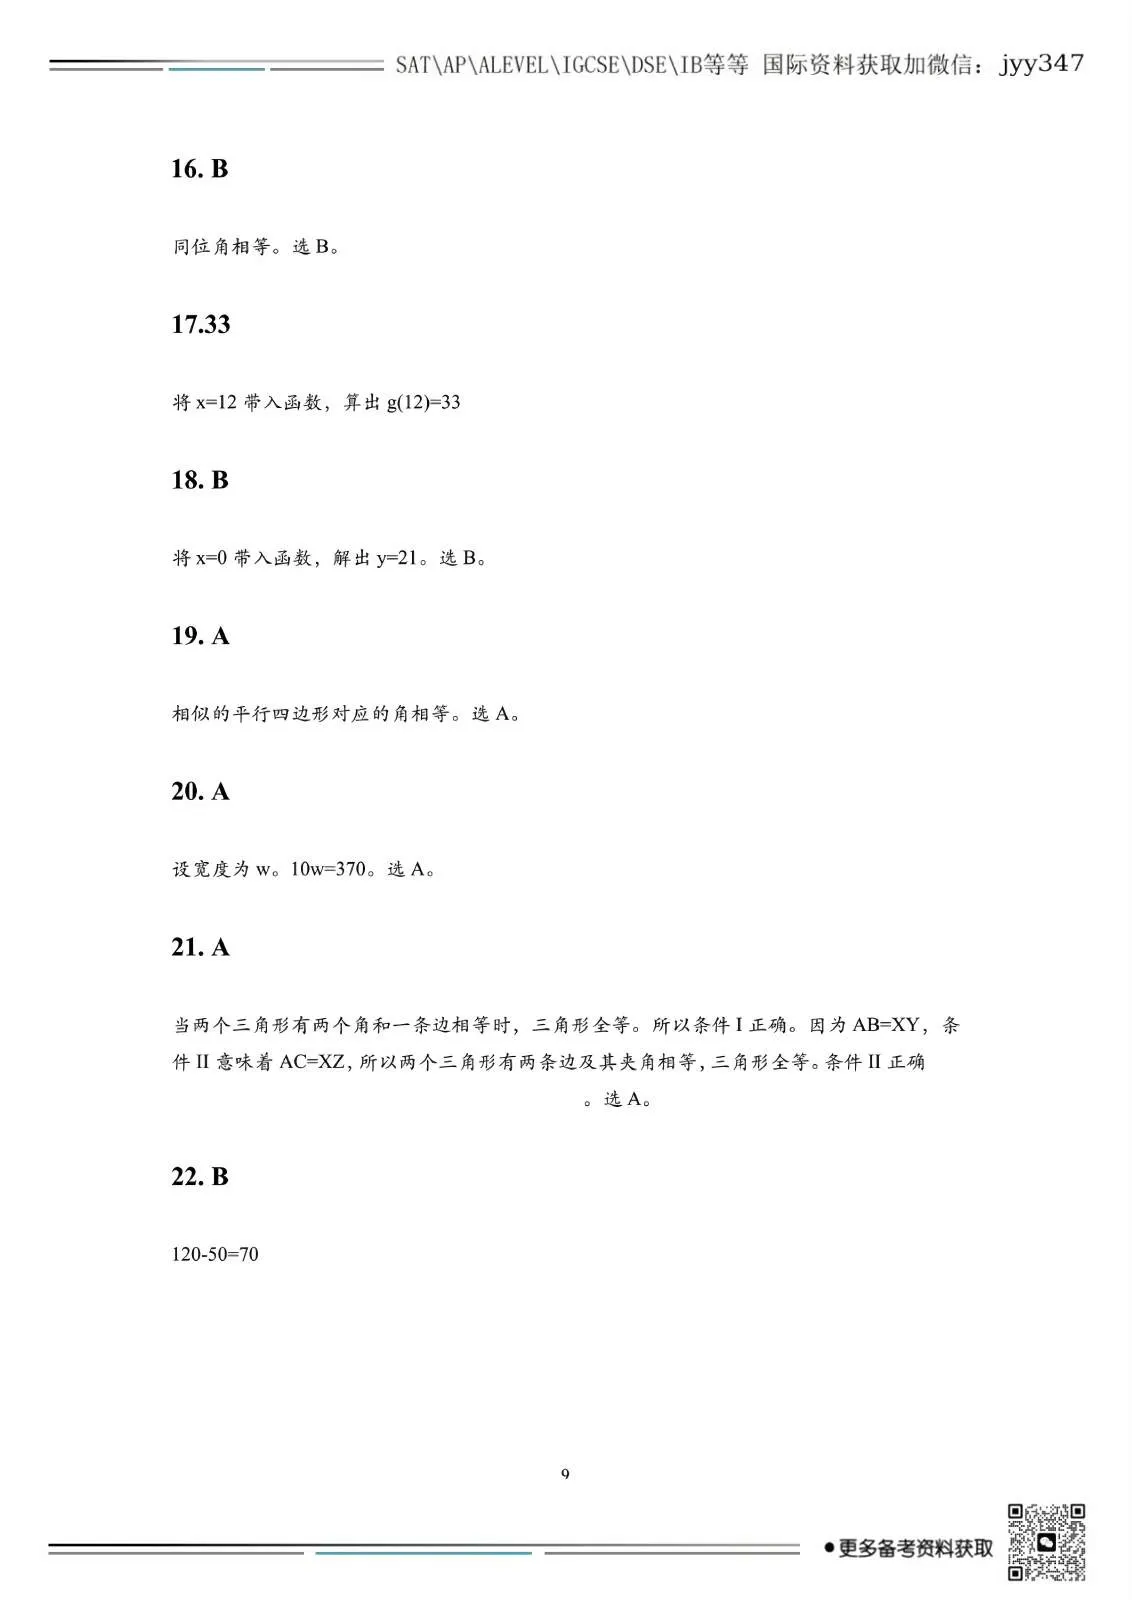 SAT\AP\ALEVEL\IGCSE\DSE\IB等等 国际资料获取加微信：jyy347
16. B
同位角相等。选 B。
17.33
将 x=12 带入函数，算出 g(12)=33
18. B
将 x=0 带入函数，解出 y=21。选 B。
19. A
相似的平行四边形对应的角相等。选 A。
20. A
设宽度为 w。10w=370。选 A。
21. A
当两个三角形有两个角和一条边相等时，三角形全等。所以条件 I 正确。因为 AB=XY，条
件 II 意味着 AC=XZ，所以两个三角形有两条边及其夹角相等，三角形全等。条件 II 正确
。选 A。
22. B
120-50=70
9
●更多备考资料获取